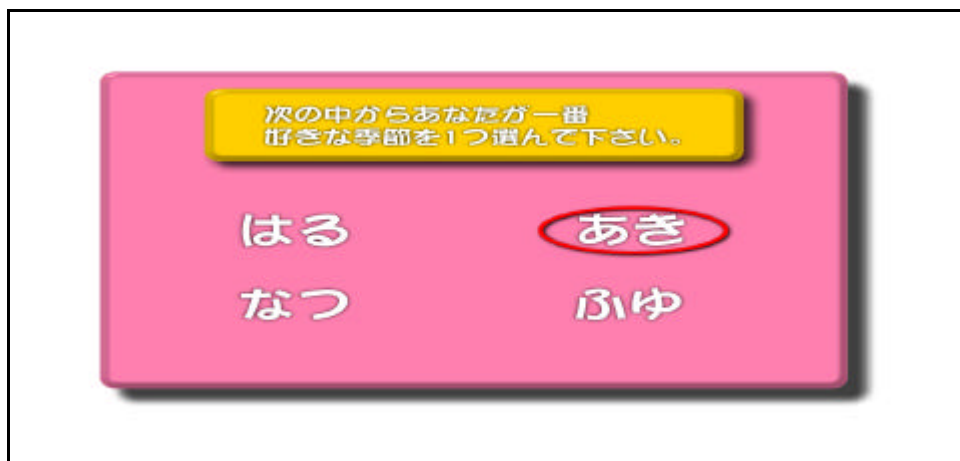 次の中からあなたが一番
好きな季節を1つ選んで下さい。
はる
あき
なつ
ふゆ